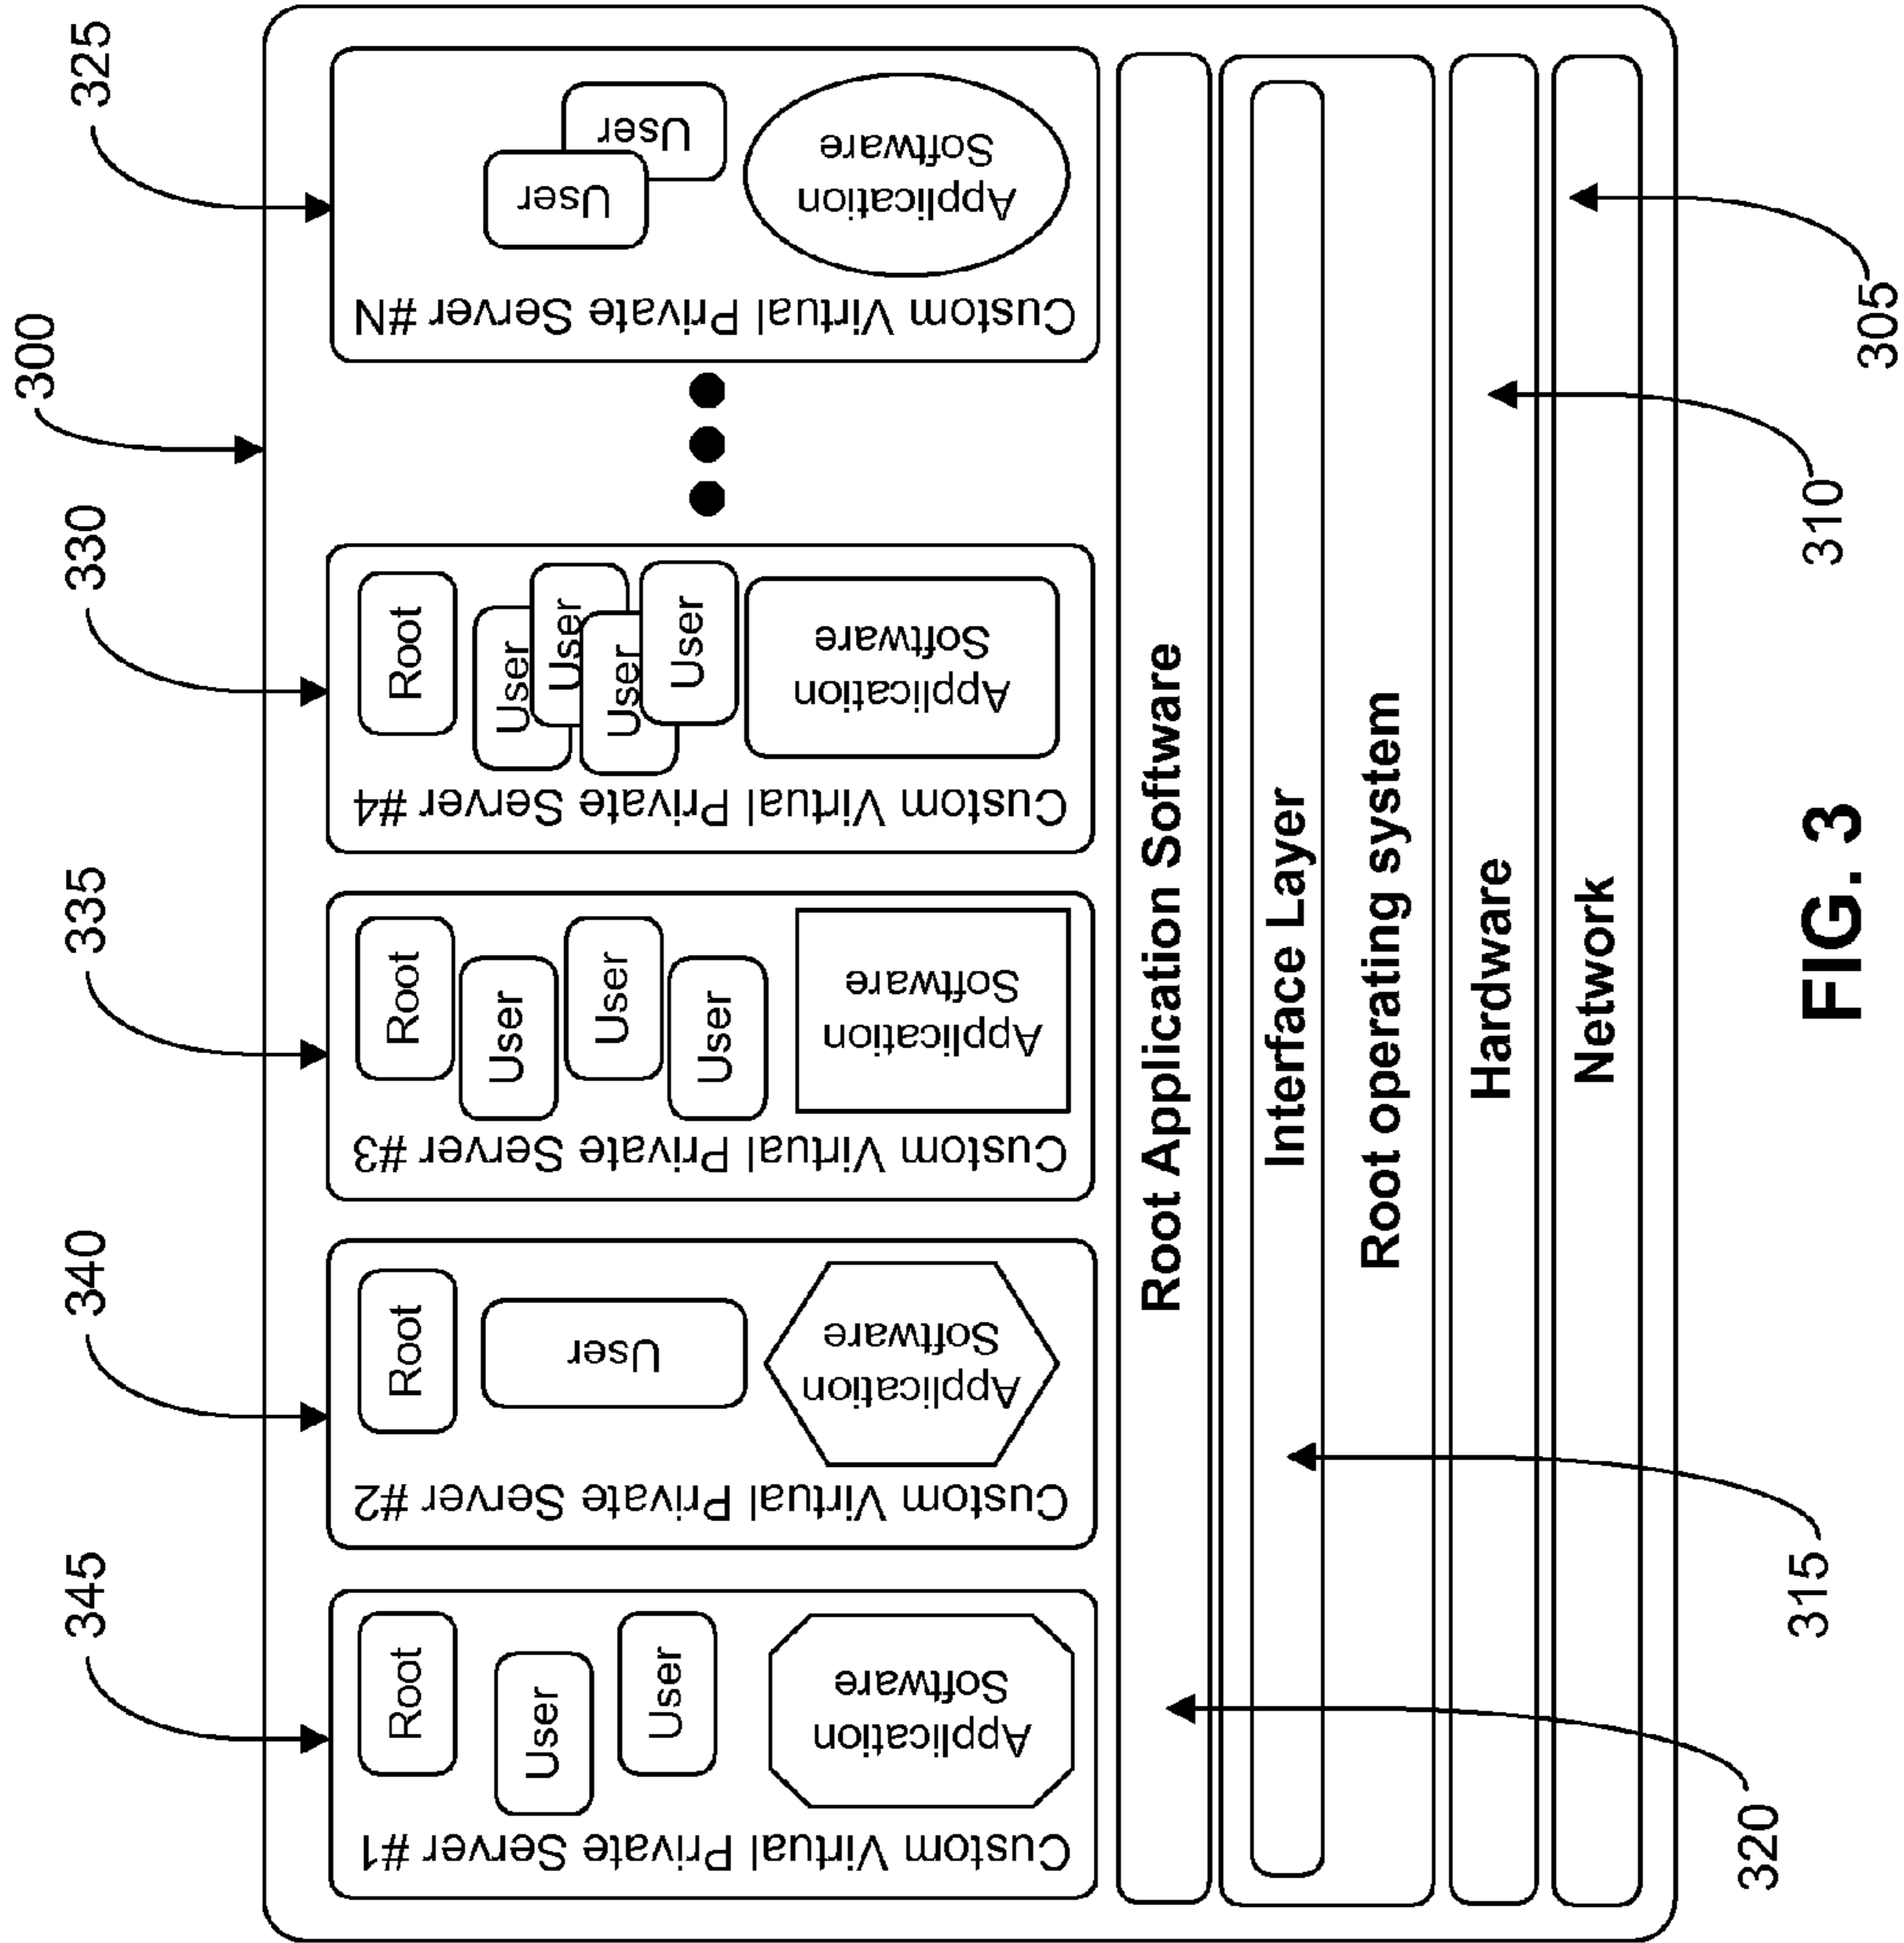 300
345
340
335
330
325
Custom Virtual Private Server #1
Root
User
User
Application
Software
Custom Virtual Private Server #2
Root
User
Application
Software
Custom Virtual Private Server #3
Root
User
User
User
Application
Software
Custom Virtual Private Server #4
Root
User
User
User
User
Application
Software
Custom Virtual Private Server #N
User
User
Application
Software
Root Application Software
Interface Layer
Root operating system
Hardware
Network
320
315
310
305
FIG. 3